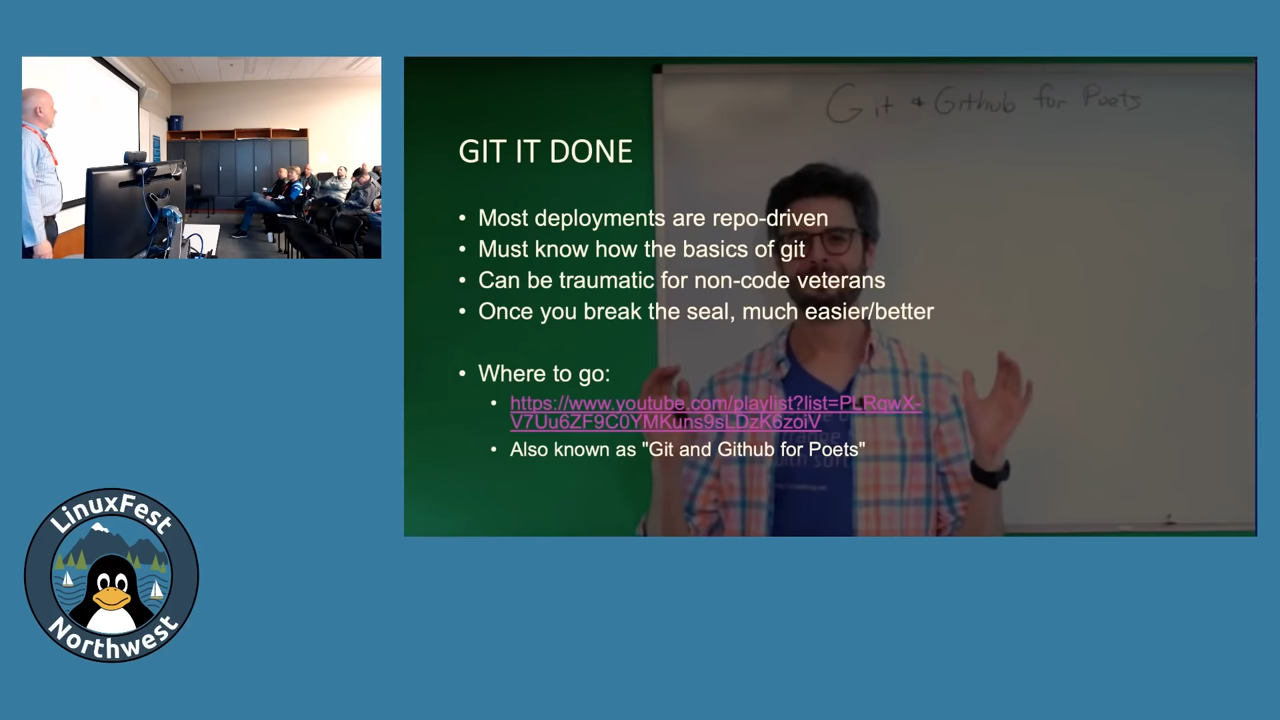 Git & Github for Poets
GIT IT DONE
• Most deployments are repo-driven
• Must know how the basics of git
• Can be traumatic for non-code veterans
• Once you break the seal, much easier/better
• Where to go:
• https://www.youtube.com/playlist?list=PLRqwX-
V7Uu6ZF9C0YMKuns9sLDzK6zoiV
• Also known as "Git and Github for Poets"
LinuxFest
Northwest